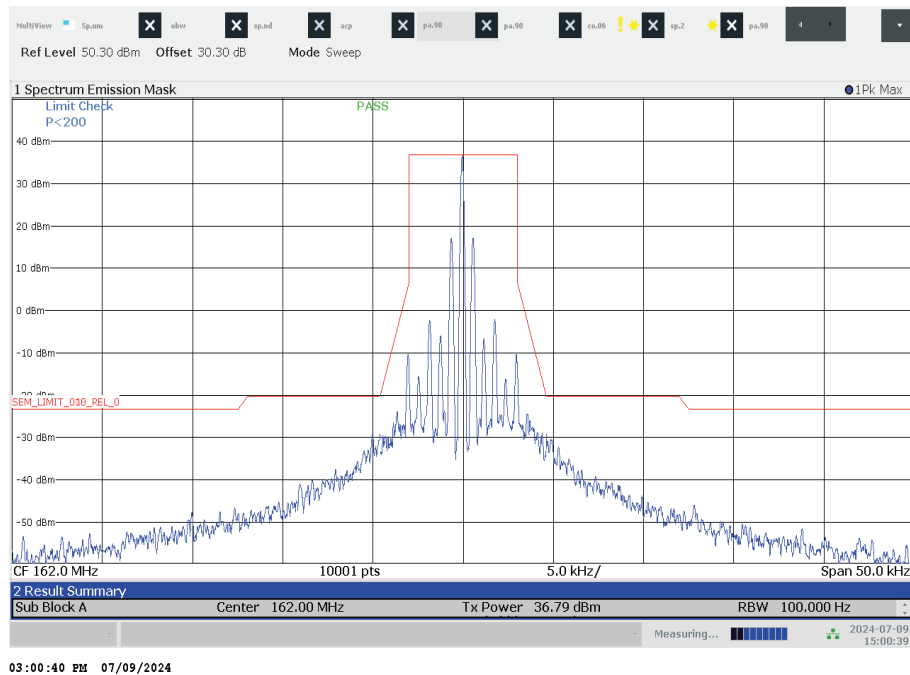 MultiView Sp.um obw sp.nd acp pa.90 pa.90 co.06 sp.2 pa.90
Ref Level 50.30 dBm Offset 30.30 dB Mode Sweep
1 Spectrum Emission Mask 1Pk Max
Limit Check PASS
P<200
40 dBm
30 dBm
20 dBm
10 dBm
0 dBm
-10 dBm
-20 dBm
SEM_LIMIT_010_REL_0
-30 dBm
-40 dBm
-50 dBm
CF 162.0 MHz 10001 pts 5.0 kHz/ Span 50.0 kHz
2 Result Summary
Sub Block A Center 162.00 MHz Tx Power 36.79 dBm RBW 100.000 Hz
Measuring... 2024-07-09
15:00:39
03:00:40 PM 07/09/2024